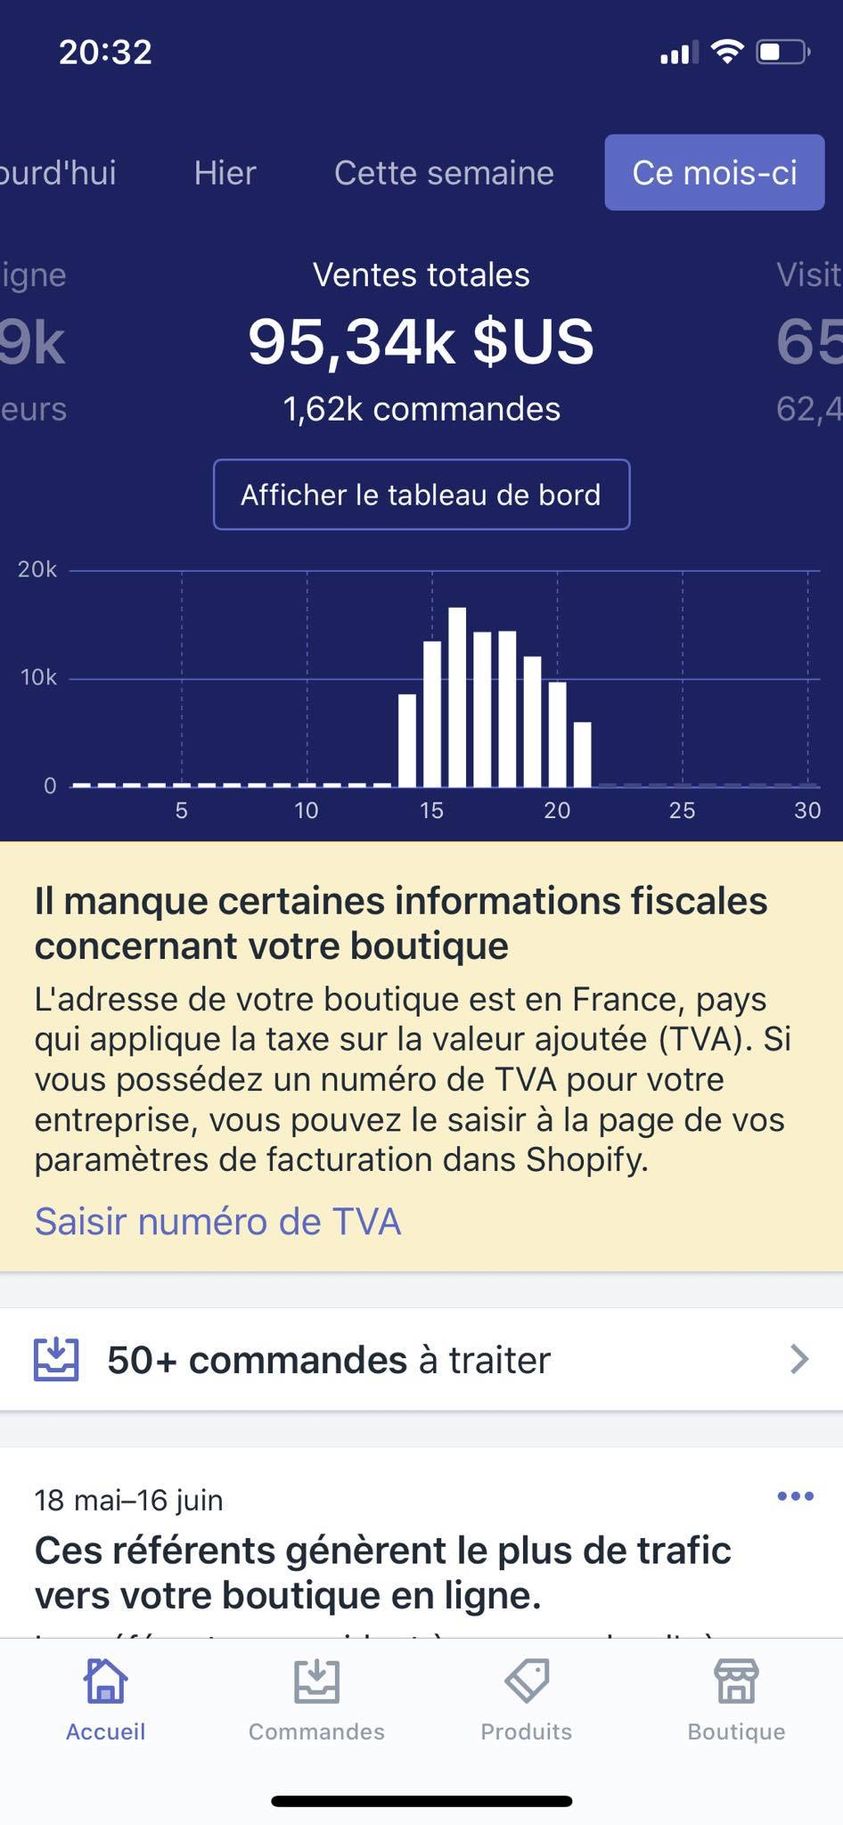 20:32
ourd'hui
Hier
Cette semaine
Ce mois-ci
igne
Ventes totales
Visit
9k
95,34k $US
65
eurs
1,62k commandes
62,4
Afficher le tableau de bord
20k
10k
0
5
10
15
20
25
30
Il manque certaines informations fiscales
concernant votre boutique
L'adresse de votre boutique est en France, pays
qui applique la taxe sur la valeur ajoutée (TVA). Si
vous possédez un numéro de TVA pour votre
entreprise, vous pouvez le saisir à la page de vos
paramètres de facturation dans Shopify.
Saisir numéro de TVA
50+ commandes à traiter
18 mai–16 juin
Ces référents génèrent le plus de trafic
vers votre boutique en ligne.
Accueil
Commandes
Produits
Boutique